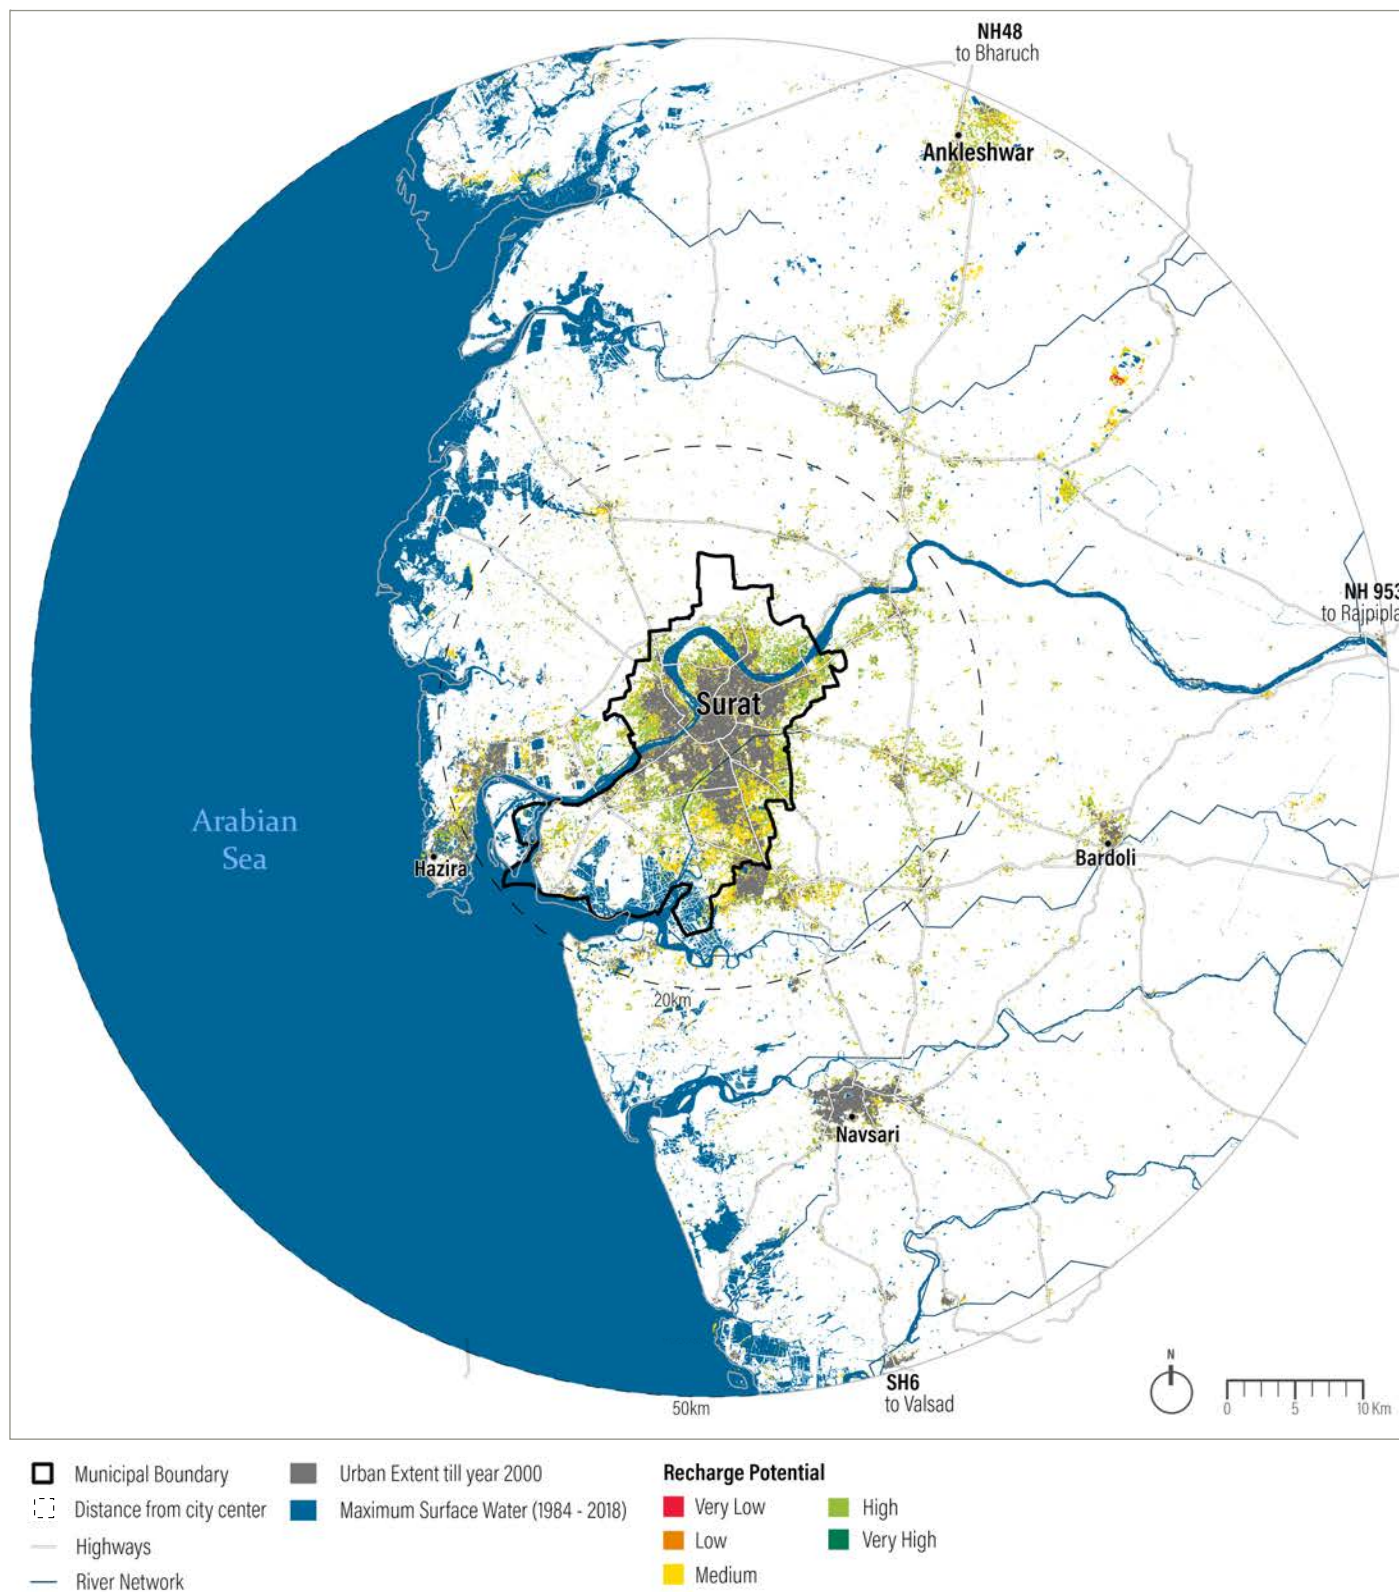 NH48
to Bharuch
Ankleshwar
NH 953
to Rajpipla
Surat
Arabian
Sea
Hazira
Bardoli
20km
Navsari
SH6
to Valsad
50km
N
0 5 10 Km
Municipal Boundary
Distance from city center
Highways
River Network
Urban Extent till year 2000
Maximum Surface Water (1984 - 2018)
Recharge Potential
Very Low
Low
Medium
High
Very High